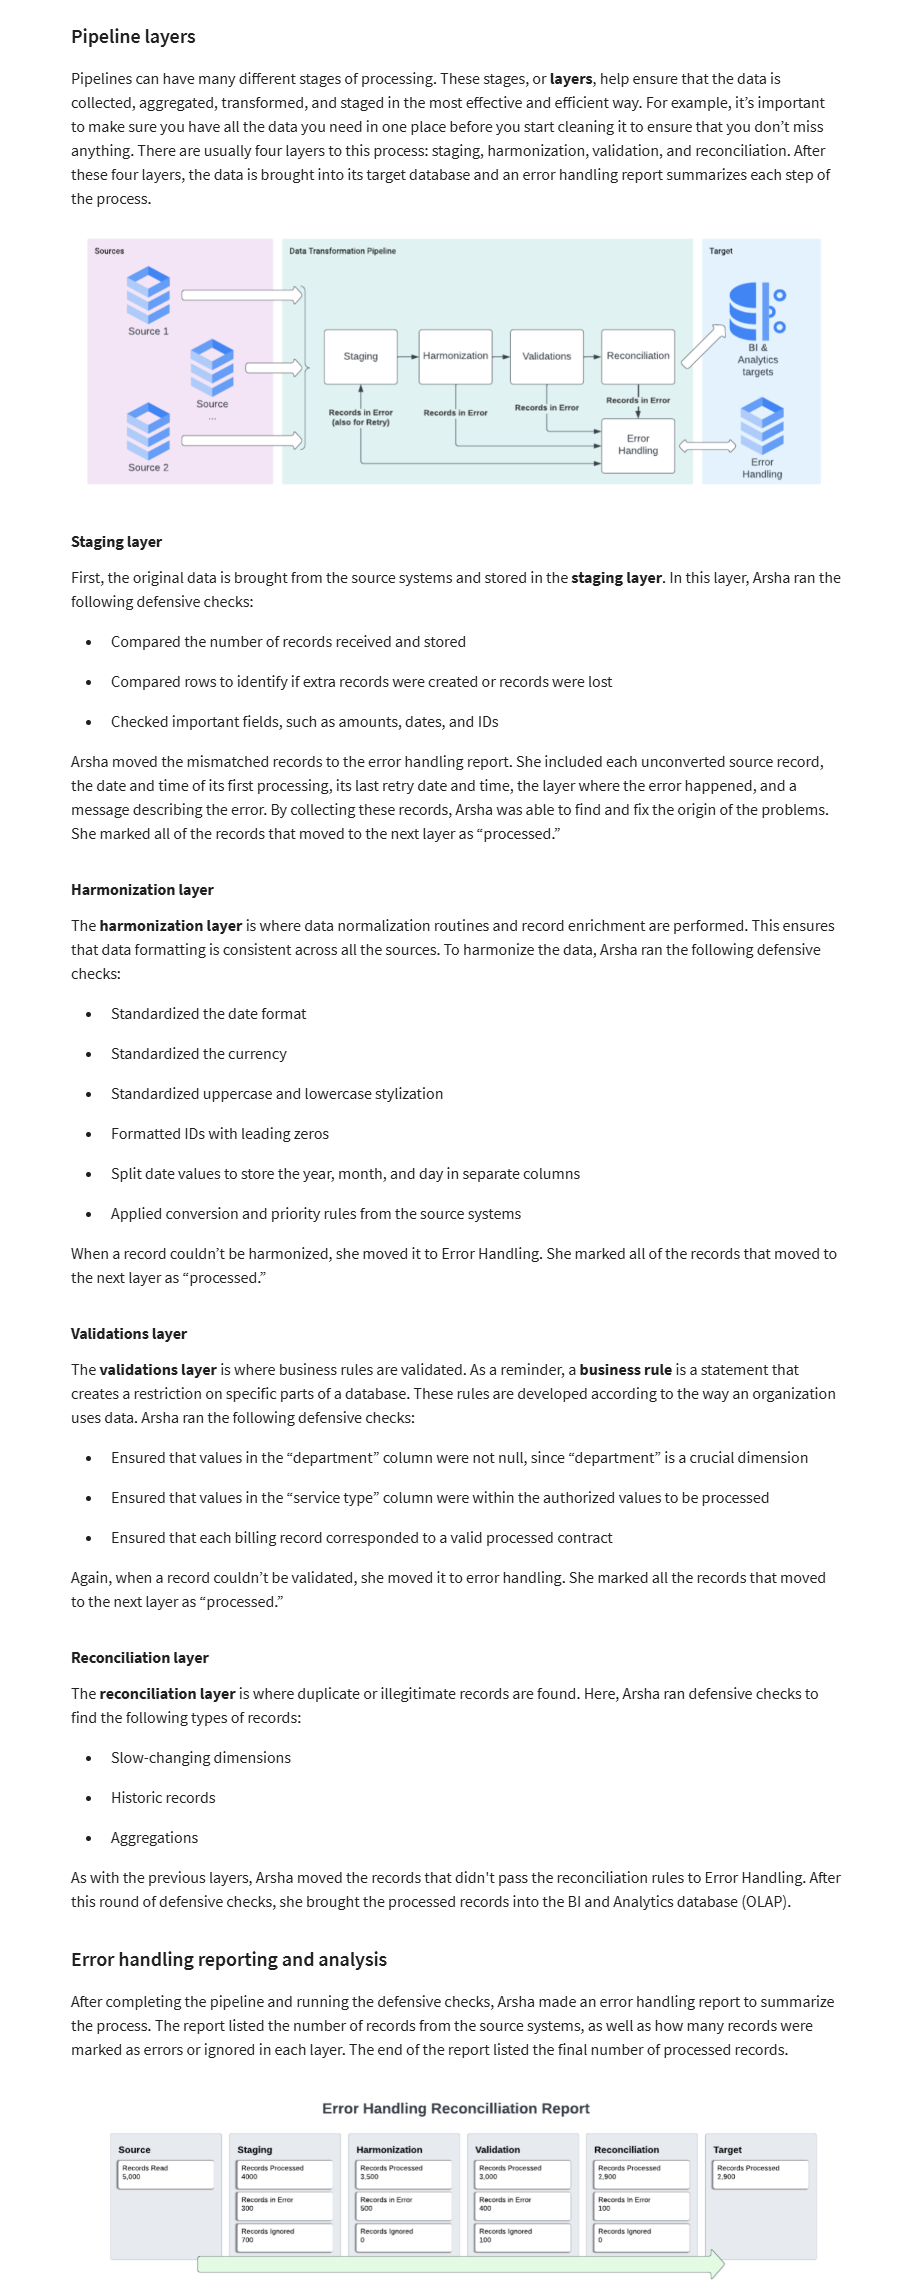 Pipeline layers
Pipelines can have many different stages of processing. These stages, or layers, help ensure that the data is
collected, aggregated, transformed, and staged in the most effective and efficient way. For example, it’s important
to make sure you have all the data you need in one place before you start cleaning it to ensure that you don’t miss
anything. There are usually four layers to this process: staging, harmonization, validation, and reconciliation. After
these four layers, the data is brought into its target database and an error handling report summarizes each step of
the process.
Sources
Data Transformation Pipeline
Target
Source 1
Source
...
Source 2
Staging
Harmonization
Validations
Reconciliation
Records in Error
(also for Retry)
Records in Error
Records in Error
Records in Error
Error
Handling
BI &
Analytics
targets
Error
Handling
Staging layer
First, the original data is brought from the source systems and stored in the staging layer. In this layer, Arsha ran the
following defensive checks:
• Compared the number of records received and stored
• Compared rows to identify if extra records were created or records were lost
• Checked important fields, such as amounts, dates, and IDs
Arsha moved the mismatched records to the error handling report. She included each unconverted source record,
the date and time of its first processing, its last retry date and time, the layer where the error happened, and a
message describing the error. By collecting these records, Arsha was able to find and fix the origin of the problems.
She marked all of the records that moved to the next layer as “processed.”
Harmonization layer
The harmonization layer is where data normalization routines and record enrichment are performed. This ensures
that data formatting is consistent across all the sources. To harmonize the data, Arsha ran the following defensive
checks:
• Standardized the date format
• Standardized the currency
• Standardized uppercase and lowercase stylization
• Formatted IDs with leading zeros
• Split date values to store the year, month, and day in separate columns
• Applied conversion and priority rules from the source systems
When a record couldn’t be harmonized, she moved it to Error Handling. She marked all of the records that moved to
the next layer as “processed.”
Validations layer
The validations layer is where business rules are validated. As a reminder, a business rule is a statement that
creates a restriction on specific parts of a database. These rules are developed according to the way an organization
uses data. Arsha ran the following defensive checks:
• Ensured that values in the “department” column were not null, since “department” is a crucial dimension
• Ensured that values in the “service type” column were within the authorized values to be processed
• Ensured that each billing record corresponded to a valid processed contract
Again, when a record couldn’t be validated, she moved it to error handling. She marked all the records that moved
to the next layer as “processed.”
Reconciliation layer
The reconciliation layer is where duplicate or illegitimate records are found. Here, Arsha ran defensive checks to
find the following types of records:
• Slow-changing dimensions
• Historic records
• Aggregations
As with the previous layers, Arsha moved the records that didn't pass the reconciliation rules to Error Handling. After
this round of defensive checks, she brought the processed records into the BI and Analytics database (OLAP).
Error handling reporting and analysis
After completing the pipeline and running the defensive checks, Arsha made an error handling report to summarize
the process. The report listed the number of records from the source systems, as well as how many records were
marked as errors or ignored in each layer. The end of the report listed the final number of processed records.
Error Handling Reconcilliation Report
Source
Records Read
5,000
Staging
Records Processed
4000
Records in Error
300
Records Ignored
700
Harmonization
Records Processed
3,500
Records in Error
500
Records Ignored
0
Validation
Records Processed
3,000
Records in Error
400
Records Ignored
100
Reconciliation
Records Processed
2,900
Records In Error
100
Records Ignored
0
Target
Records Processed
2,900